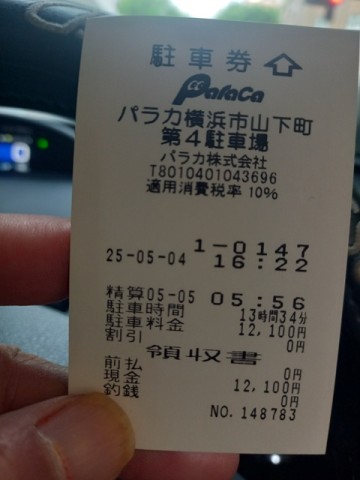 駐車券
Paraca
パラカ横浜市山下町
第4駐車場
パラカ株式会社
T8010401043696
適用消費税率10%
1-0147
25-05-04 16:22
精算05-05 05:56
駐車時間 13時間34分
駐車料金 12,100円
割引 0円
領収書
前払 0円
現金 12,100円
釣銭 0円
NO.148783